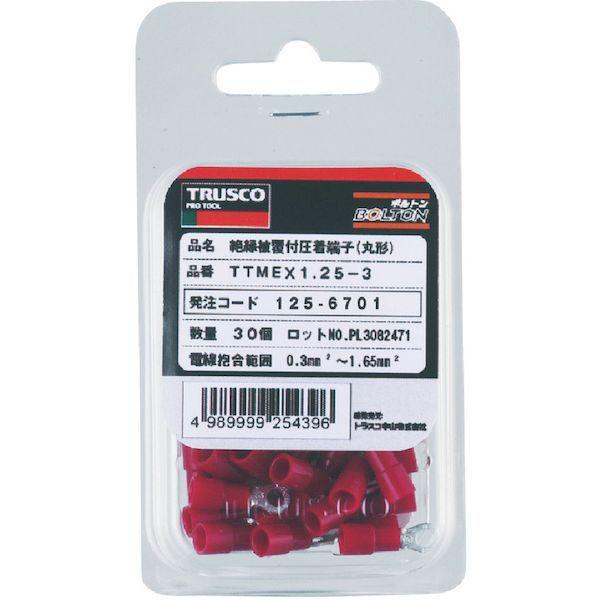 TRUSCO
PRO TOOL
ボルトン
BOLTON
品名 絶縁被覆付圧着端子(丸形)
品番 TTMEX1.25-3
発注コード 125-6701
数量 30個 ロットNO.PL3082471
電線抱合範囲 0.3mm² ～1.65mm²
4 989999 254396
トラスコ中山株式会社